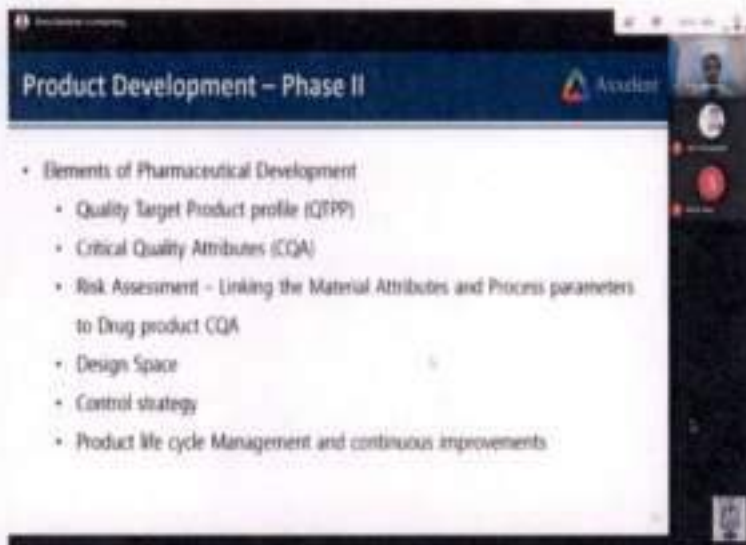 Product Development – Phase II
• Elements of Pharmaceutical Development
• Quality Target Product profile (QTPP)
• Critical Quality Attributes (CQA)
• Risk Assessment – Linking the Material Attributes and Process parameters
to Drug product CQA
• Design Space
• Control strategy
• Product life cycle Management and continuous improvements